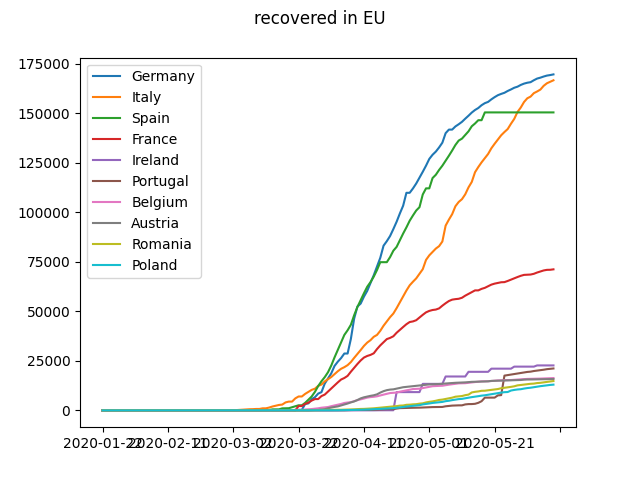 recovered in EU
175000
150000
125000
100000
75000
50000
25000
0
Germany
Italy
Spain
France
Ireland
Portugal
Belgium
Austria
Romania
Poland
2020-01-22 2020-02-11 2020-03-02 2020-03-22 2020-04-11 2020-05-01 2020-05-21